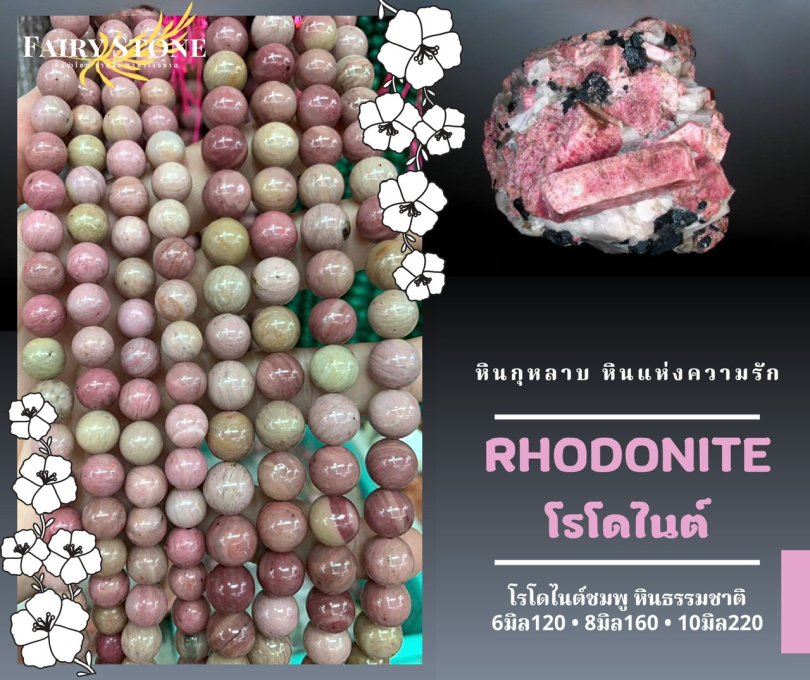 FAIRY STONE
หินกุหลาบ หินแห่งความรัก
RHODONITE
โรโดไนต์
โรโดไนต์ชมพู หินธรรมชาติ
6มิล120 • 8มิล160 • 10มิล220